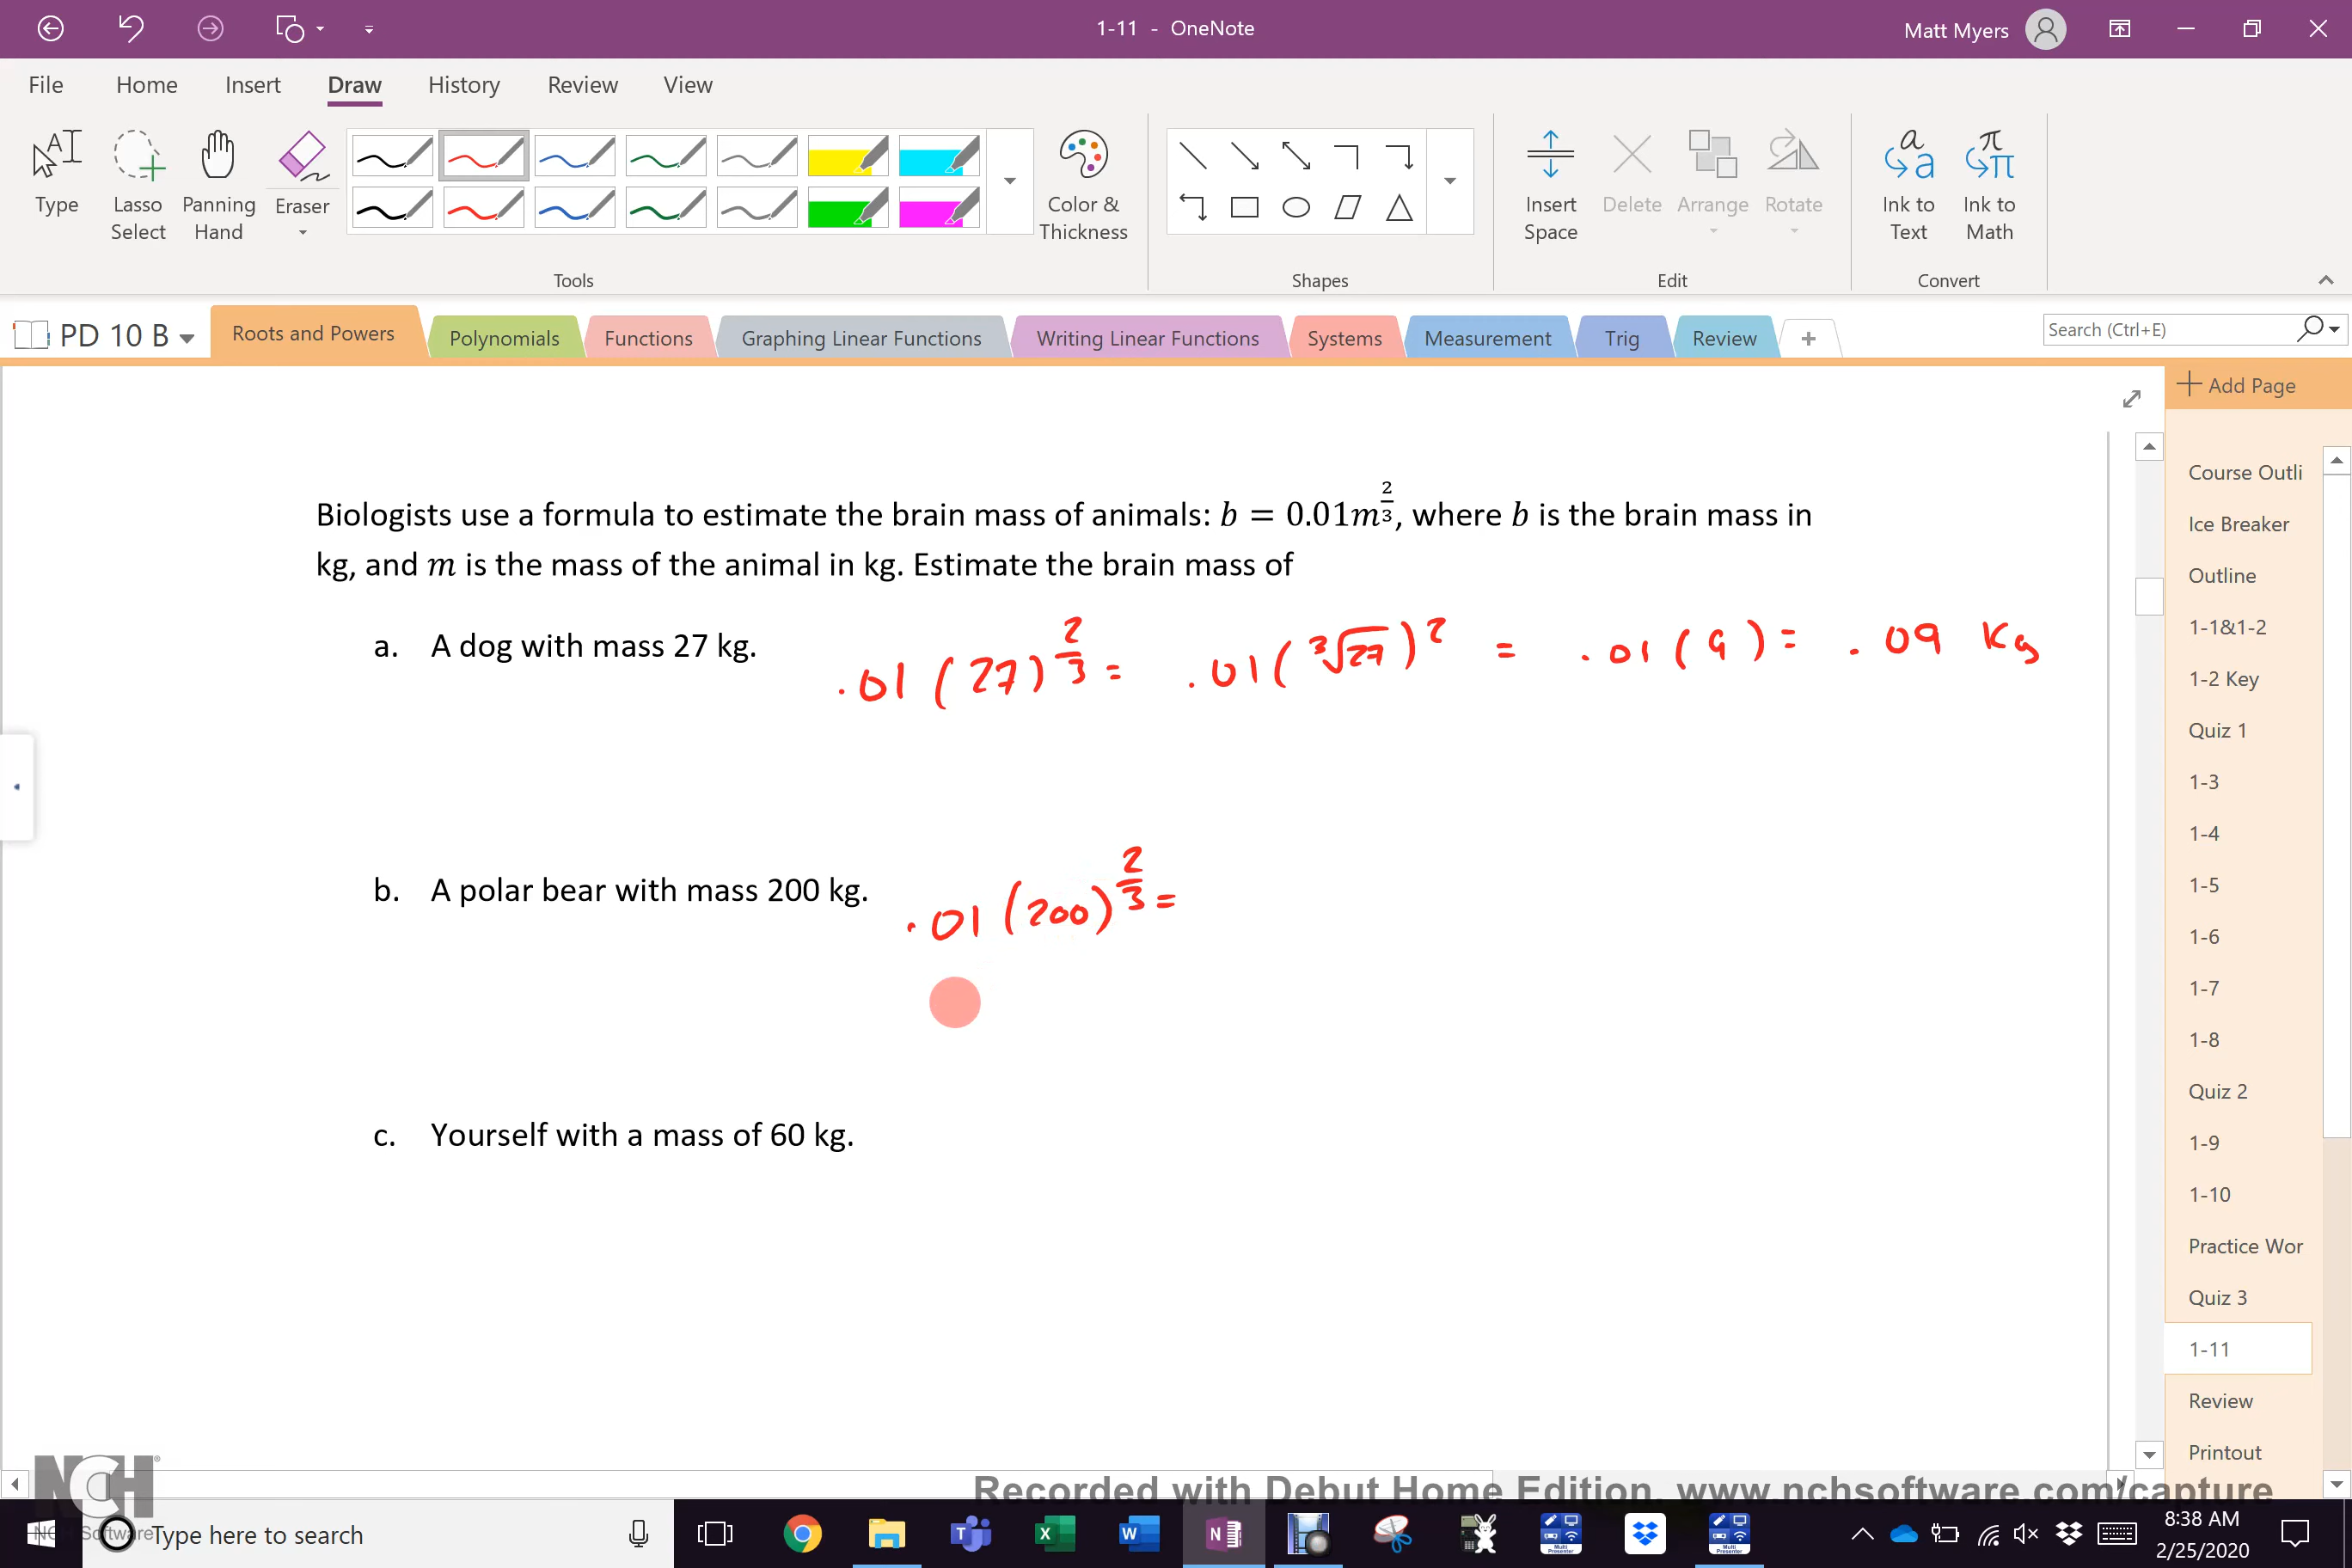 1-11 - OneNote
Matt Myers
File Home Insert Draw History Review View
Type
Lasso Select
Panning Hand
Eraser
Color & Thickness
Insert Space
Delete
Arrange
Rotate
Ink to Text
Ink to Math
Tools
Shapes
Edit
Convert
PD 10 B
Roots and Powers
Polynomials
Functions
Graphing Linear Functions
Writing Linear Functions
Systems
Measurement
Trig
Review
Search (Ctrl+E)
Add Page
Biologists use a formula to estimate the brain mass of animals: b = 0.01m^(2/3), where b is the brain mass in
kg, and m is the mass of the animal in kg. Estimate the brain mass of
a. A dog with mass 27 kg. .01 (27)^(2/3) = .01(³√27)² = .01(9) = .09 Kg
b. A polar bear with mass 200 kg. .01 (200)^(2/3) =
c. Yourself with a mass of 60 kg.
Course Outli
Ice Breaker
Outline
1-1&1-2
1-2 Key
Quiz 1
1-3
1-4
1-5
1-6
1-7
1-8
Quiz 2
1-9
1-10
Practice Wor
Quiz 3
1-11
Review
Printout
NCH
NCH Software
Recorded with Debut Home Edition. www.nchsoftware.com/capture
Type here to search
8:38 AM
2/25/2020